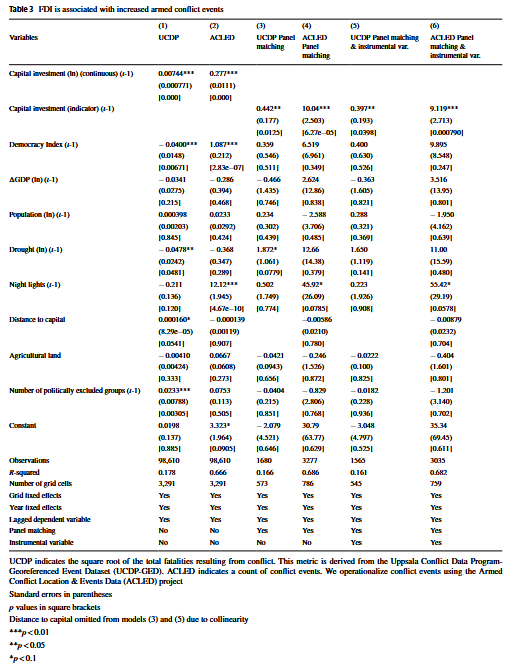 Table 3 FDI is associated with increased armed conflict events
(1) (2) (3) (4) (5) (6)
Variables UCDP ACLED UCDP Panel matching ACLED Panel matching UCDP Panel matching & instrumental var. ACLED Panel matching & instrumental var.
Capital investment (ln) (continuous) (t-1) 0.00744*** 0.277***
(0.000771) (0.0111)
[0.000] [0.000]
Capital investment (indicator) (t-1) 0.442** 10.04*** 0.397** 9.119***
(0.177) (2.503) (0.193) (2.713)
[0.0125] [6.27e−05] [0.0398] [0.000790]
Democracy Index (t-1) −0.0400*** 1.087*** 0.359 6.519 0.400 9.895
(0.0148) (0.212) (0.546) (6.961) (0.630) (8.548)
[0.00671] [2.83e−07] [0.511] [0.349] [0.526] [0.247]
ΔGDP (ln) (t-1) −0.0341 −0.286 −0.466 2.624 −0.363 3.516
(0.0275) (0.394) (1.435) (12.86) (1.605) (13.95)
[0.215] [0.468] [0.746] [0.838] [0.821] [0.801]
Population (ln) (t-1) 0.000398 0.0233 0.234 −2.588 0.288 −1.950
(0.00203) (0.0292) (0.302) (3.706) (0.321) (4.162)
[0.845] [0.424] [0.439] [0.485] [0.369] [0.639]
Drought (ln) (t-1) −0.0478** −0.368 1.872* 12.66 1.650 11.00
(0.0242) (0.347) (1.061) (14.38) (1.119) (15.59)
[0.0481] [0.289] [0.0779] [0.379] [0.141] [0.480]
Night lights (t-1) −0.211 12.12*** 0.502 45.92* 0.223 55.42*
(0.136) (1.945) (1.749) (26.09) (1.926) (29.19)
[0.120] [4.67e−10] [0.774] [0.0785] [0.908] [0.0578]
Distance to capital 0.000160* −0.000139 −0.00586 −0.00879
(8.29e−05) (0.00119) (0.0210) (0.0232)
[0.0541] [0.907] [0.780] [0.704]
Agricultural land −0.00410 0.0667 −0.0421 −0.246 −0.0222 −0.404
(0.00424) (0.0608) (0.0943) (1.526) (0.100) (1.601)
[0.333] [0.273] [0.656] [0.872] [0.825] [0.801]
Number of politically excluded groups (t-1) 0.0233*** 0.0753 −0.0404 −0.829 −0.0182 −1.201
(0.00788) (0.113) (0.215) (2.806) (0.228) (3.140)
[0.00305] [0.505] [0.851] [0.768] [0.936] [0.702]
Constant 0.0198 3.323* −2.079 30.79 −3.048 35.34
(0.137) (1.964) (4.521) (63.77) (4.797) (69.45)
[0.885] [0.0905] [0.646] [0.629] [0.525] [0.611]
Observations 98,610 98,610 1680 3277 1565 3035
R-squared 0.178 0.666 0.166 0.686 0.161 0.682
Number of grid cells 3,291 3,291 573 786 545 759
Grid fixed effects Yes Yes Yes Yes Yes Yes
Year fixed effects Yes Yes Yes Yes Yes Yes
Lagged dependent variable Yes Yes Yes Yes Yes Yes
Panel matching No No Yes Yes Yes Yes
Instrumental variable No No No No Yes Yes
UCDP indicates the square root of the total fatalities resulting from conflict. This metric is derived from the Uppsala Conflict Data Program-
Georeferenced Event Dataset (UCDP-GED). ACLED indicates a count of conflict events. We operationalize conflict events using the Armed
Conflict Location & Events Data (ACLED) project
Standard errors in parentheses
p values in square brackets
Distance to capital omitted from models (3) and (5) due to collinearity
***p<0.01
**p<0.05
*p<0.1